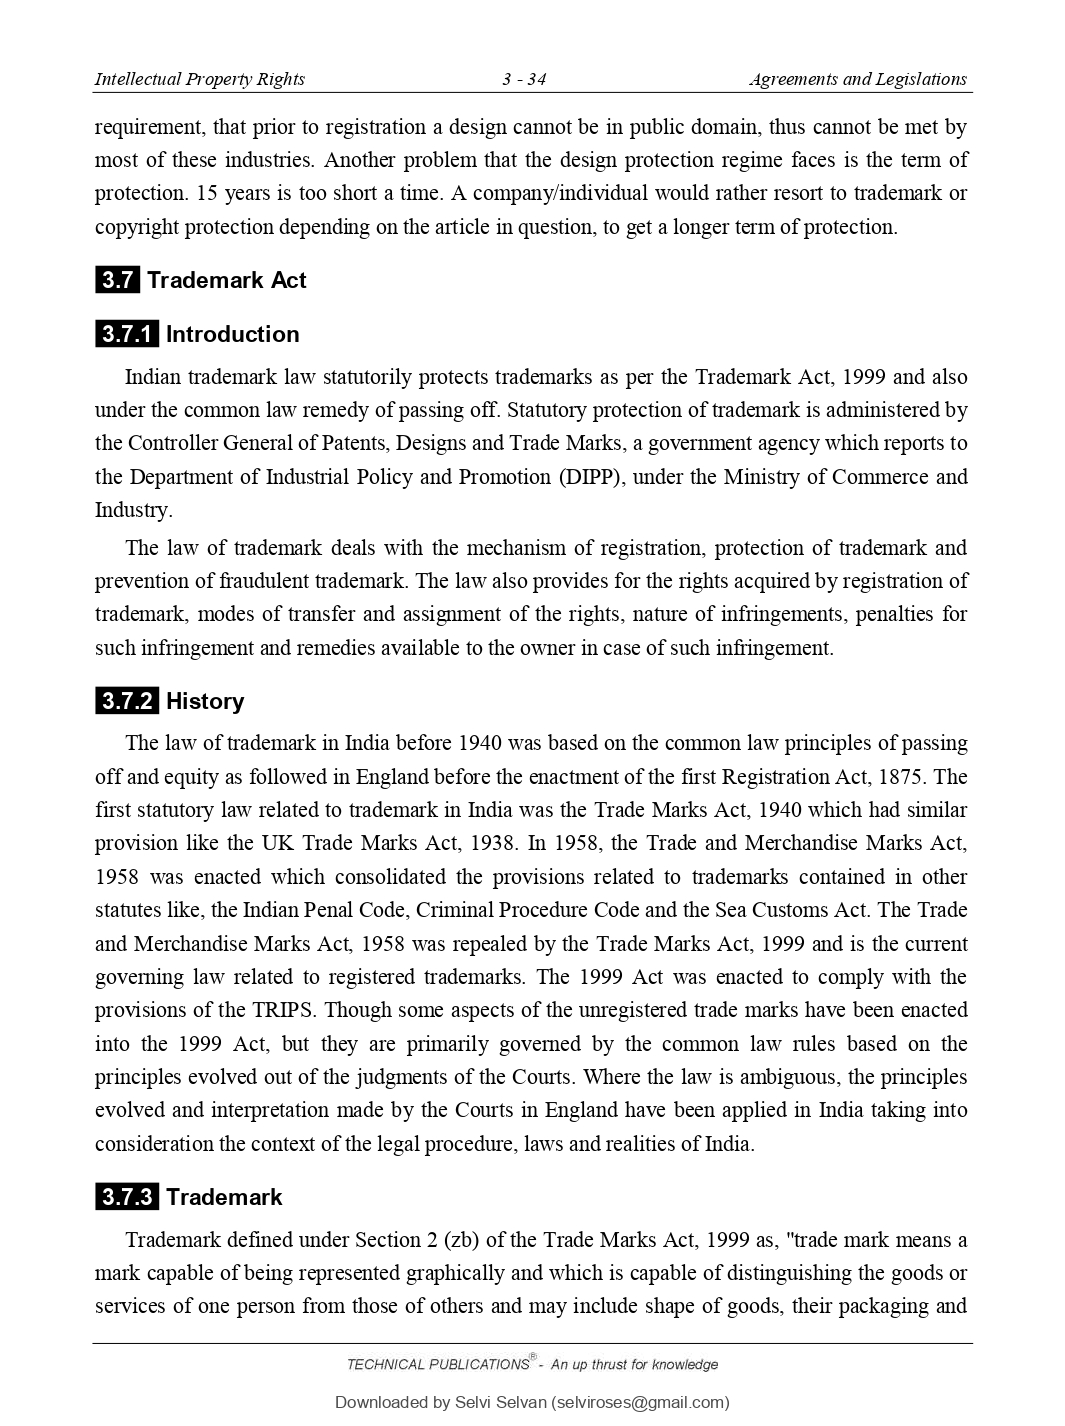 Intellectual Property Rights 3 - 34 Agreements and Legislations
requirement, that prior to registration a design cannot be in public domain, thus cannot be met by
most of these industries. Another problem that the design protection regime faces is the term of
protection. 15 years is too short a time. A company/individual would rather resort to trademark or
copyright protection depending on the article in question, to get a longer term of protection.
3.7 Trademark Act
3.7.1 Introduction
Indian trademark law statutorily protects trademarks as per the Trademark Act, 1999 and also
under the common law remedy of passing off. Statutory protection of trademark is administered by
the Controller General of Patents, Designs and Trade Marks, a government agency which reports to
the Department of Industrial Policy and Promotion (DIPP), under the Ministry of Commerce and
Industry.
The law of trademark deals with the mechanism of registration, protection of trademark and
prevention of fraudulent trademark. The law also provides for the rights acquired by registration of
trademark, modes of transfer and assignment of the rights, nature of infringements, penalties for
such infringement and remedies available to the owner in case of such infringement.
3.7.2 History
The law of trademark in India before 1940 was based on the common law principles of passing
off and equity as followed in England before the enactment of the first Registration Act, 1875. The
first statutory law related to trademark in India was the Trade Marks Act, 1940 which had similar
provision like the UK Trade Marks Act, 1938. In 1958, the Trade and Merchandise Marks Act,
1958 was enacted which consolidated the provisions related to trademarks contained in other
statutes like, the Indian Penal Code, Criminal Procedure Code and the Sea Customs Act. The Trade
and Merchandise Marks Act, 1958 was repealed by the Trade Marks Act, 1999 and is the current
governing law related to registered trademarks. The 1999 Act was enacted to comply with the
provisions of the TRIPS. Though some aspects of the unregistered trade marks have been enacted
into the 1999 Act, but they are primarily governed by the common law rules based on the
principles evolved out of the judgments of the Courts. Where the law is ambiguous, the principles
evolved and interpretation made by the Courts in England have been applied in India taking into
consideration the context of the legal procedure, laws and realities of India.
3.7.3 Trademark
Trademark defined under Section 2 (zb) of the Trade Marks Act, 1999 as, "trade mark means a
mark capable of being represented graphically and which is capable of distinguishing the goods or
services of one person from those of others and may include shape of goods, their packaging and
TECHNICAL PUBLICATIONS® - An up thrust for knowledge
Downloaded by Selvi Selvan (selviroses@gmail.com)